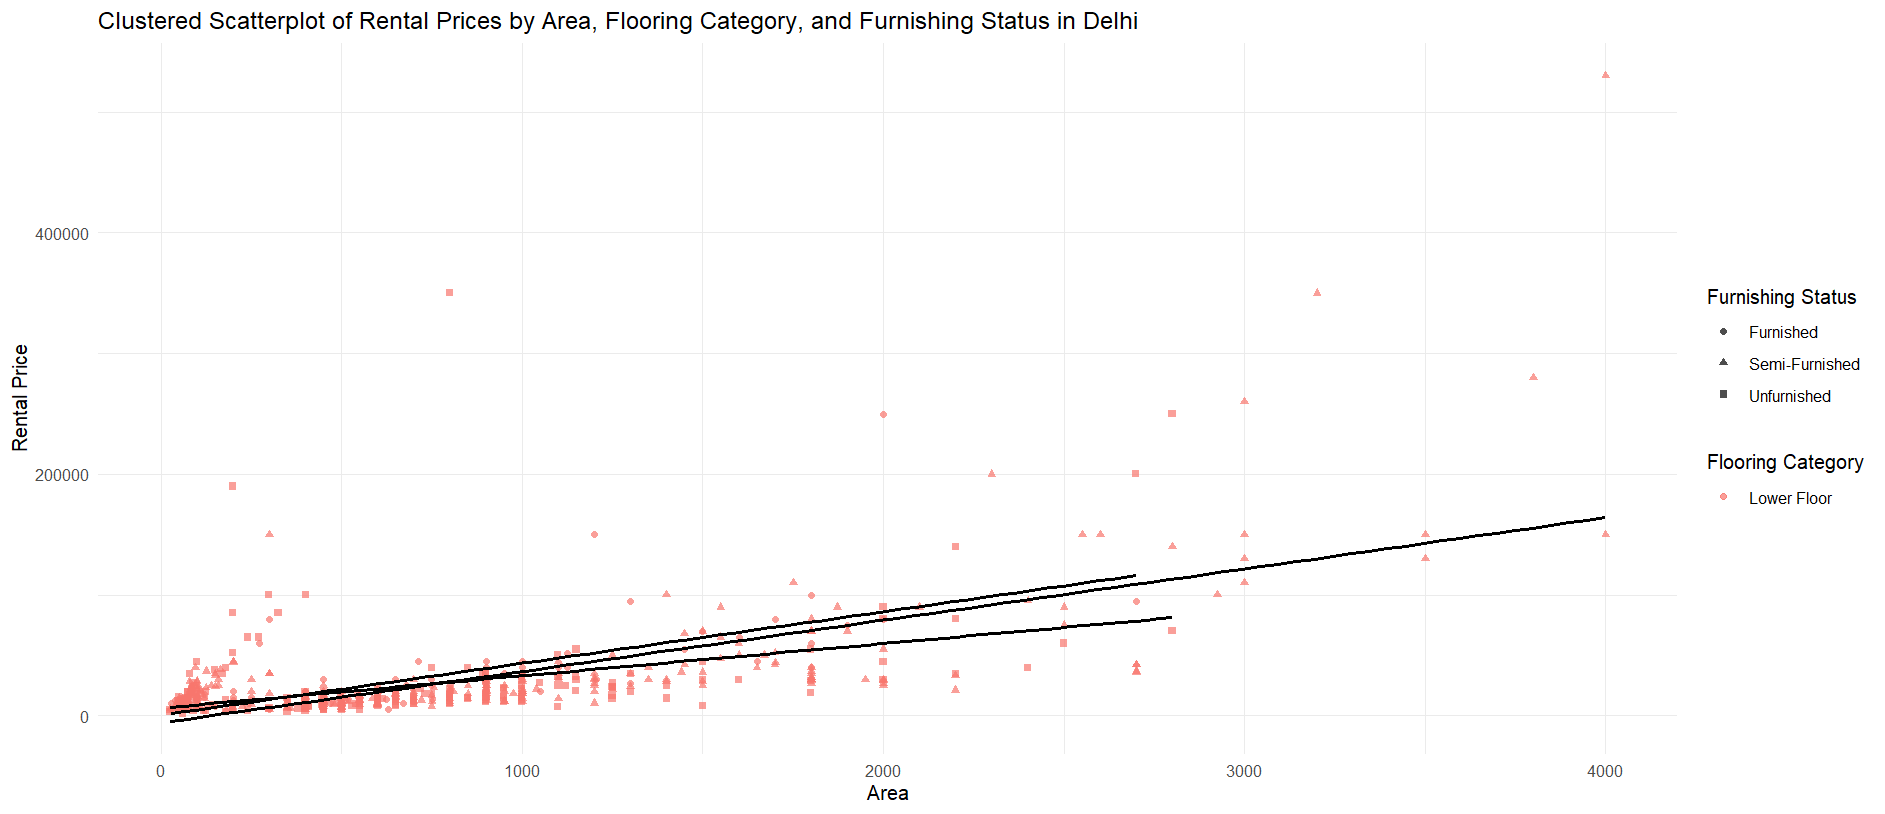 Clustered Scatterplot of Rental Prices by Area, Flooring Category, and Furnishing Status in Delhi
Rental Price
400000
200000
0
0
1000
2000
3000
4000
Area
Furnishing Status
Furnished
Semi-Furnished
Unfurnished
Flooring Category
Lower Floor